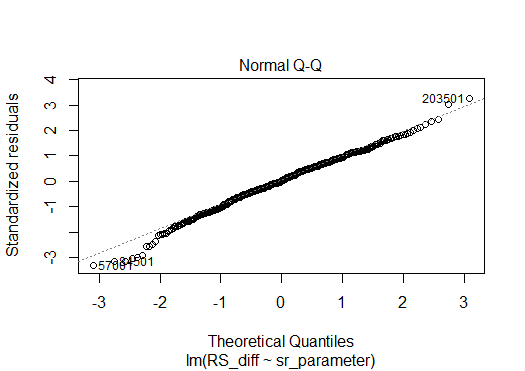 Normal Q-Q
Standardized residuals
4
3
2
1
0
-1
-3
203501
57001
-3 -2 -1 0 1 2 3
Theoretical Quantiles
lm(RS_diff ~ sr_parameter)